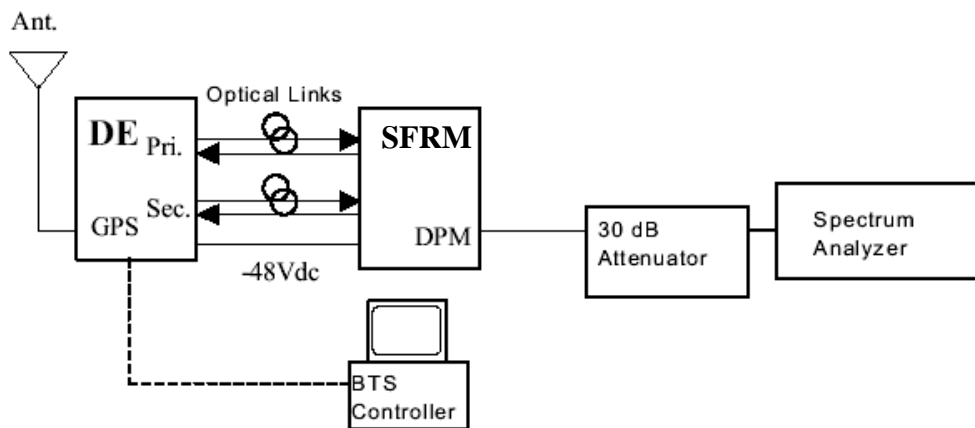 Ant.
Optical Links
DE
Pri.
SFRM
Sec.
GPS
DPM
-48Vdc
30 dB
Attenuator
Spectrum
Analyzer
BTS
Controller